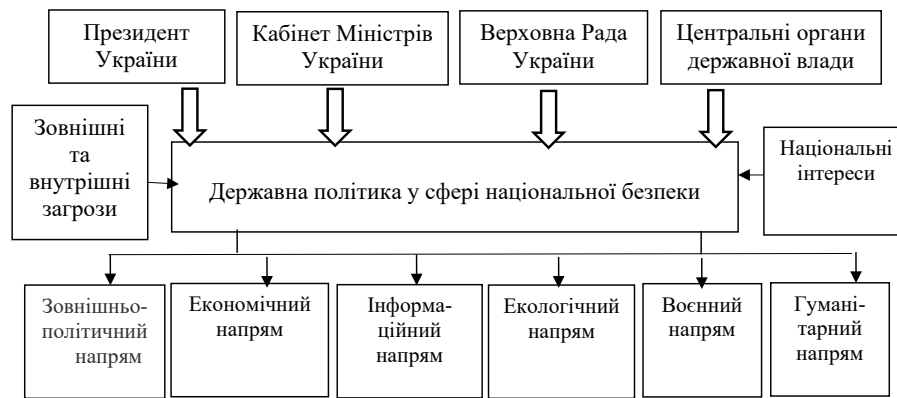 Президент
України
Кабінет Міністрів
України
Верховна Рада
України
Центральні органи
державної влади
Зовнішні
та
внутрішні
загрози
Державна політика у сфері національної безпеки
Національні
інтереси
Зовнішньо-
політичний
напрям
Економічний
напрям
Інформа-
ційний
напрям
Екологічний
напрям
Воєнний
напрям
Гумані-
тарний
напрям